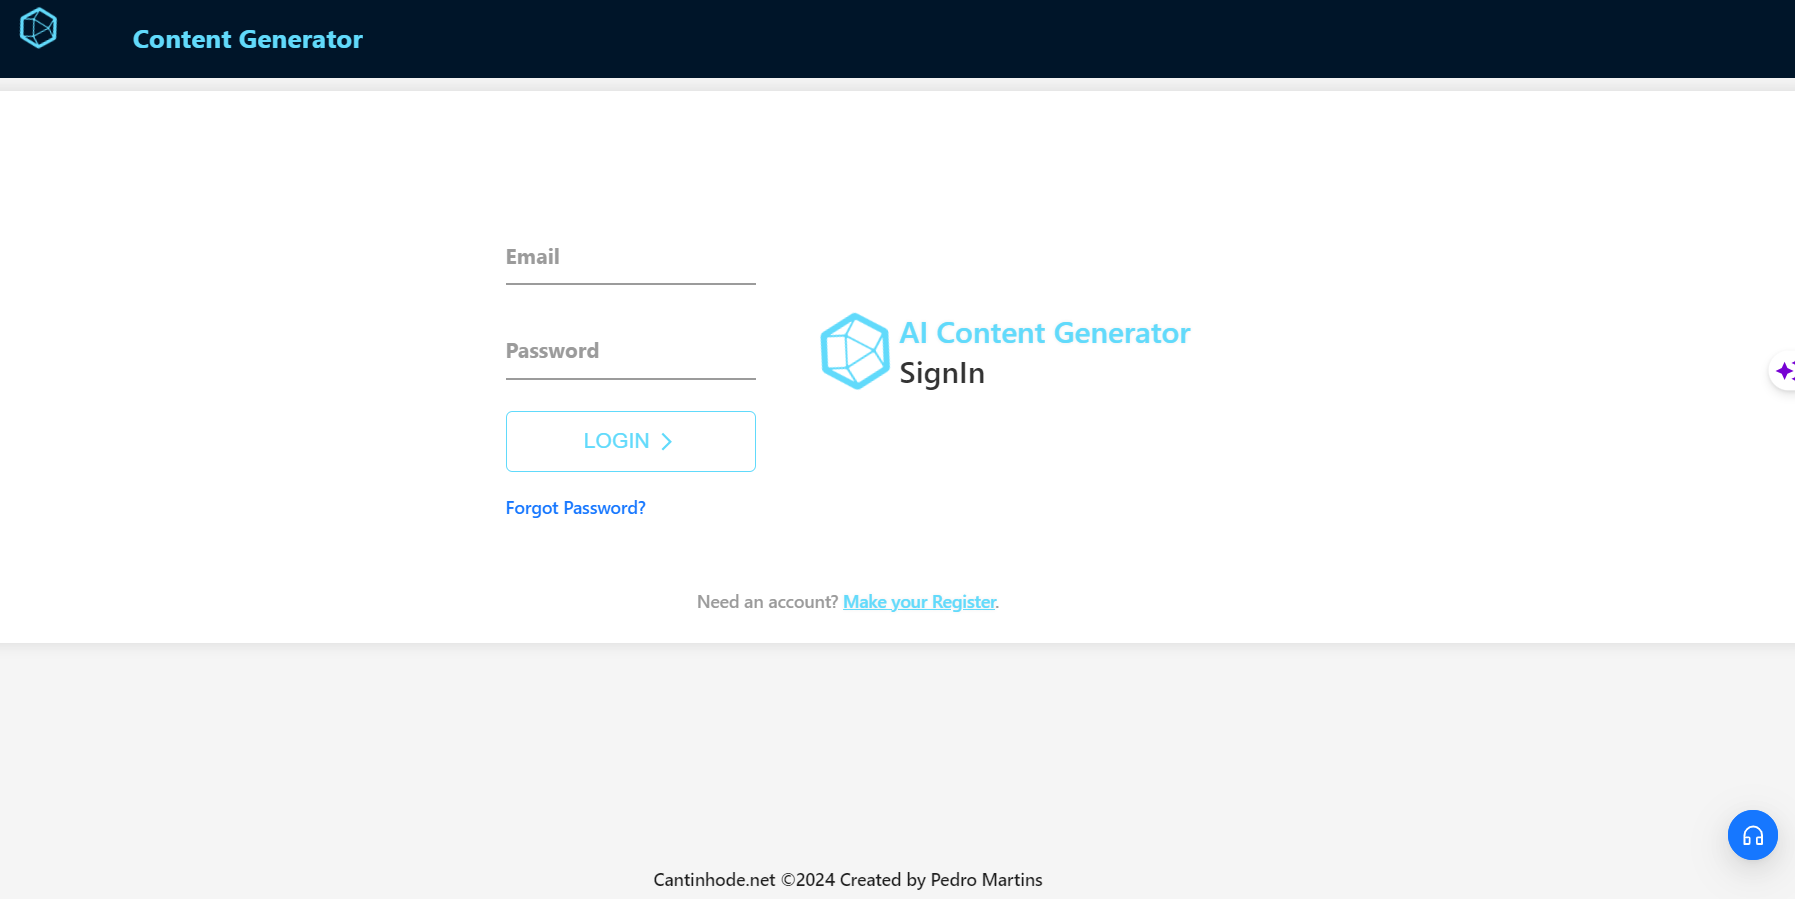 Content Generator
Email
Password
LOGIN
Forgot Password?
AI Content Generator
SignIn
Need an account? Make your Register.
Cantinhode.net ©2024 Created by Pedro Martins